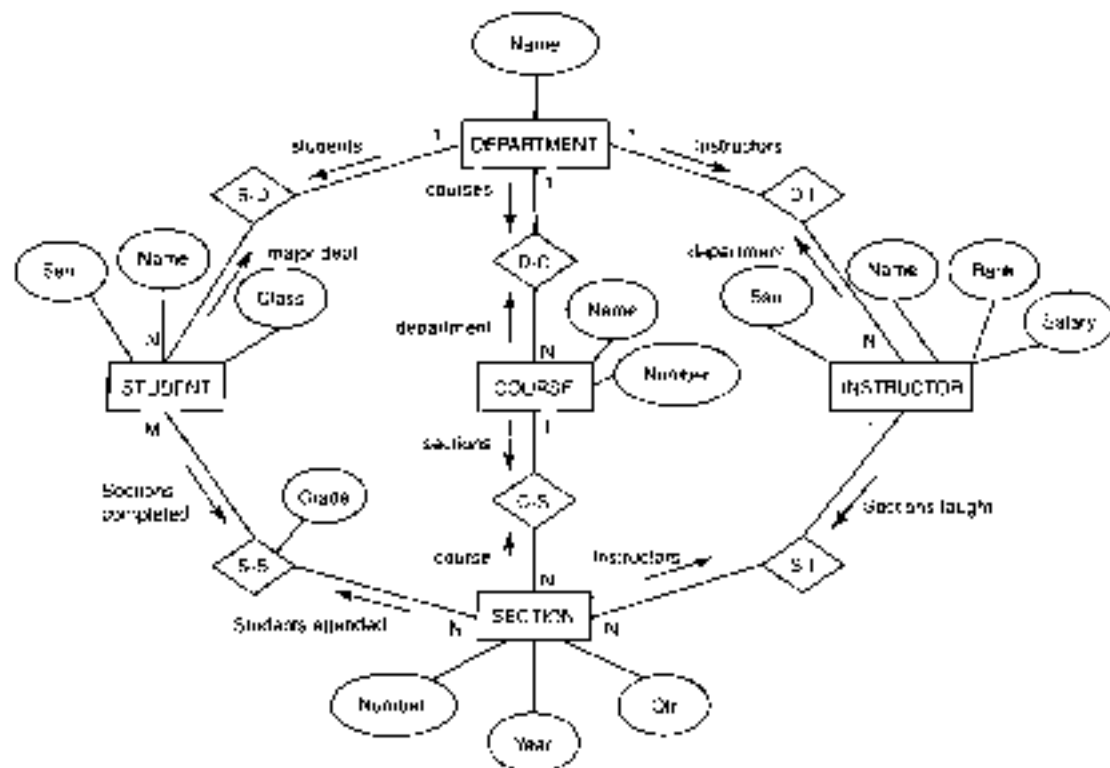 Name
DEPARTMENT
1
1
students
Instructors
courses
1
S-D
D-I
Name
major dept
D-C
department
Name
Rank
Ssn
Class
Ssn
Salary
department
Name
N
N
N
Number
STUDENT
COURSE
INSTRUCTOR
M
1
sections
Sections
completed
Grade
C-S
Sections taught
S-S
course
Instructors
S-I
N
Students attended
N
SECTION
N
Number
Qtr
Year